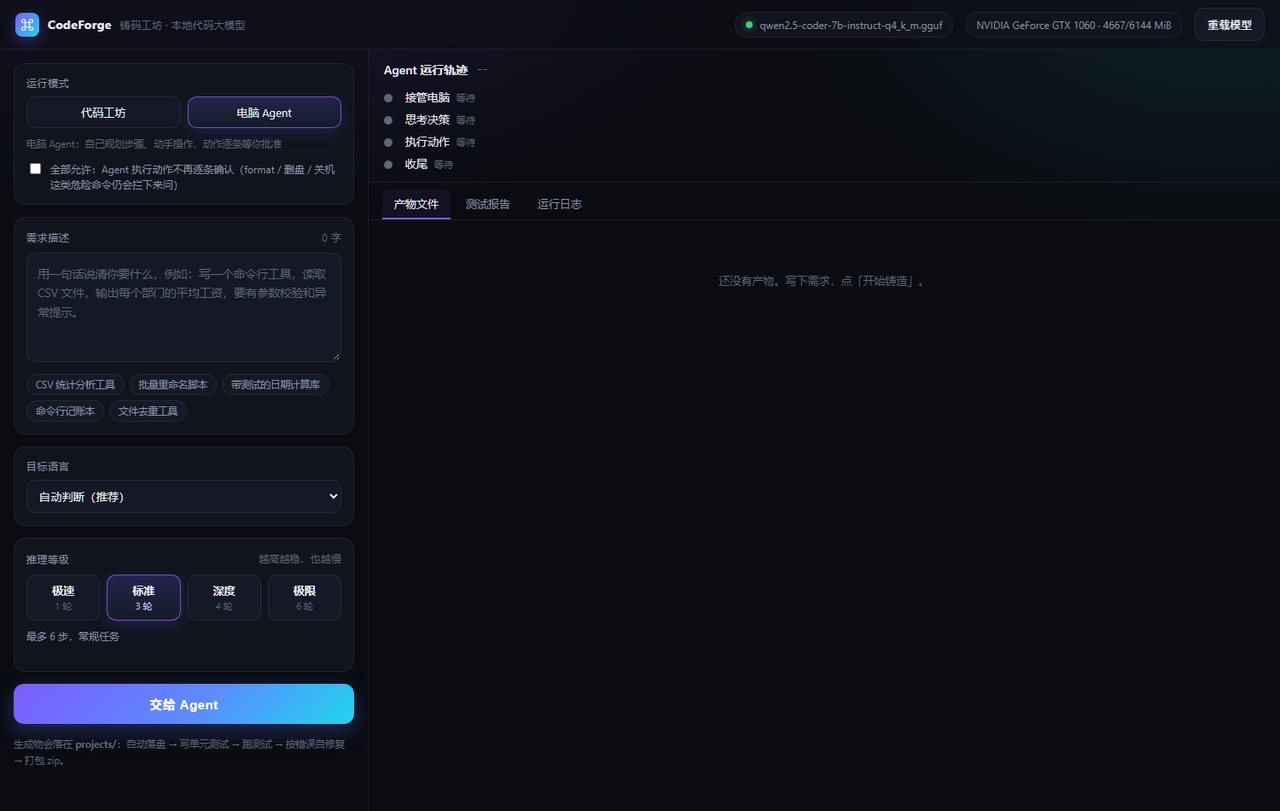 CodeForge 铸码工坊 · 本地代码大模型
qwen2.5-coder-7b-instruct-q4_k_m.gguf
NVIDIA GeForce GTX 1060 · 4667/6144 MiB
重载模型
运行模式
代码工坊
电脑 Agent
电脑 Agent：自己规划步骤、动手操作，动作逐条等你批准
全部允许：Agent 执行动作不再逐条确认（format / 删盘 / 关机
这类危险命令仍会拦下来问）
需求描述
0 字
用一句话说清你要什么，例如：写一个命令行工具，读取
CSV 文件，输出每个部门的平均工资，要有参数校验和异
常提示。
CSV 统计分析工具
批量重命名脚本
带测试的日期计算库
命令行记账本
文件去重工具
目标语言
自动判断（推荐）
推理等级
越高越稳，也越慢
极速
1 轮
标准
3 轮
深度
4 轮
极限
6 轮
最多 6 步，常规任务
交给 Agent
生成物会落在 projects/：自动落盘 → 写单元测试 → 跑测试 → 按错误自修复
→ 打包 zip。
Agent 运行轨迹 --
接管电脑 等待
思考决策 等待
执行动作 等待
收尾 等待
产物文件
测试报告
运行日志
还没有产物。写下需求，点「开始铸造」。